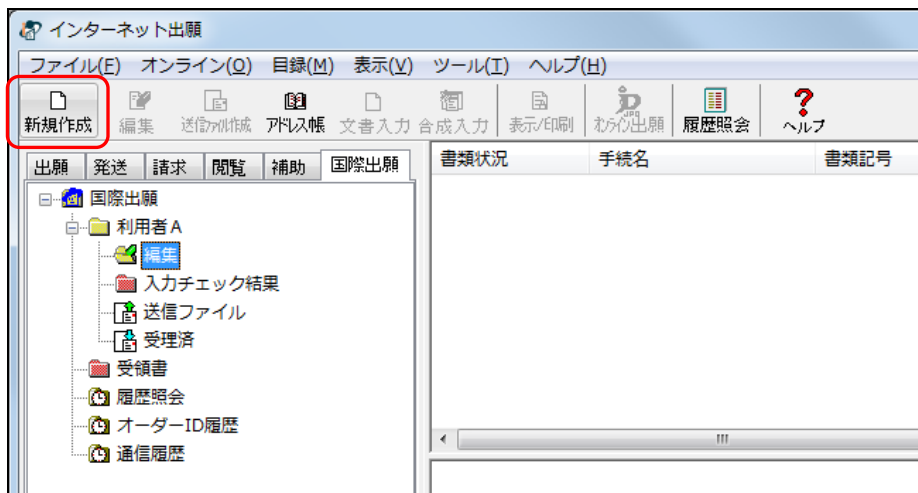 インターネット出願
ファイル(F) オンライン(O) 目録(M) 表示(V) ツール(T) ヘルプ(H)
新規作成 編集 送信ファイル作成 アドレス帳 文書入力 合成入力 表示/印刷 オンライン出願 履歴照会 ヘルプ
出願 発送 請求 閲覧 補助 国際出願
書類状況 手続名 書類記号
国際出願
利用者A
編集
入力チェック結果
送信ファイル
受理済
受領書
履歴照会
オーダーID履歴
通信履歴